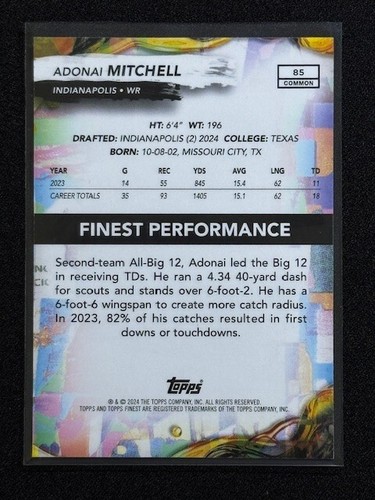 ADONAI MITCHELL
85
COMMON
INDIANAPOLIS • WR
HT: 6'4" WT: 196
DRAFTED: INDIANAPOLIS (2) 2024 COLLEGE: TEXAS
BORN: 10-08-02, MISSOURI CITY, TX
YEAR G REC YDS AVG LNG TD
2023 14 55 845 15.4 62 11
CAREER TOTALS 35 93 1405 15.1 62 18
FINEST PERFORMANCE
Second-team All-Big 12, Adonai led the Big 12
in receiving TDs. He ran a 4.34 40-yard dash
for scouts and stands over 6-foot-2. He has a
6-foot-6 wingspan to create more catch radius.
In 2023, 82% of his catches resulted in first
downs or touchdowns.
TOPPS
® & © 2024 THE TOPPS COMPANY, INC. ALL RIGHTS RESERVED.
TOPPS AND TOPPS FINEST ARE REGISTERED TRADEMARKS OF THE TOPPS COMPANY, INC.